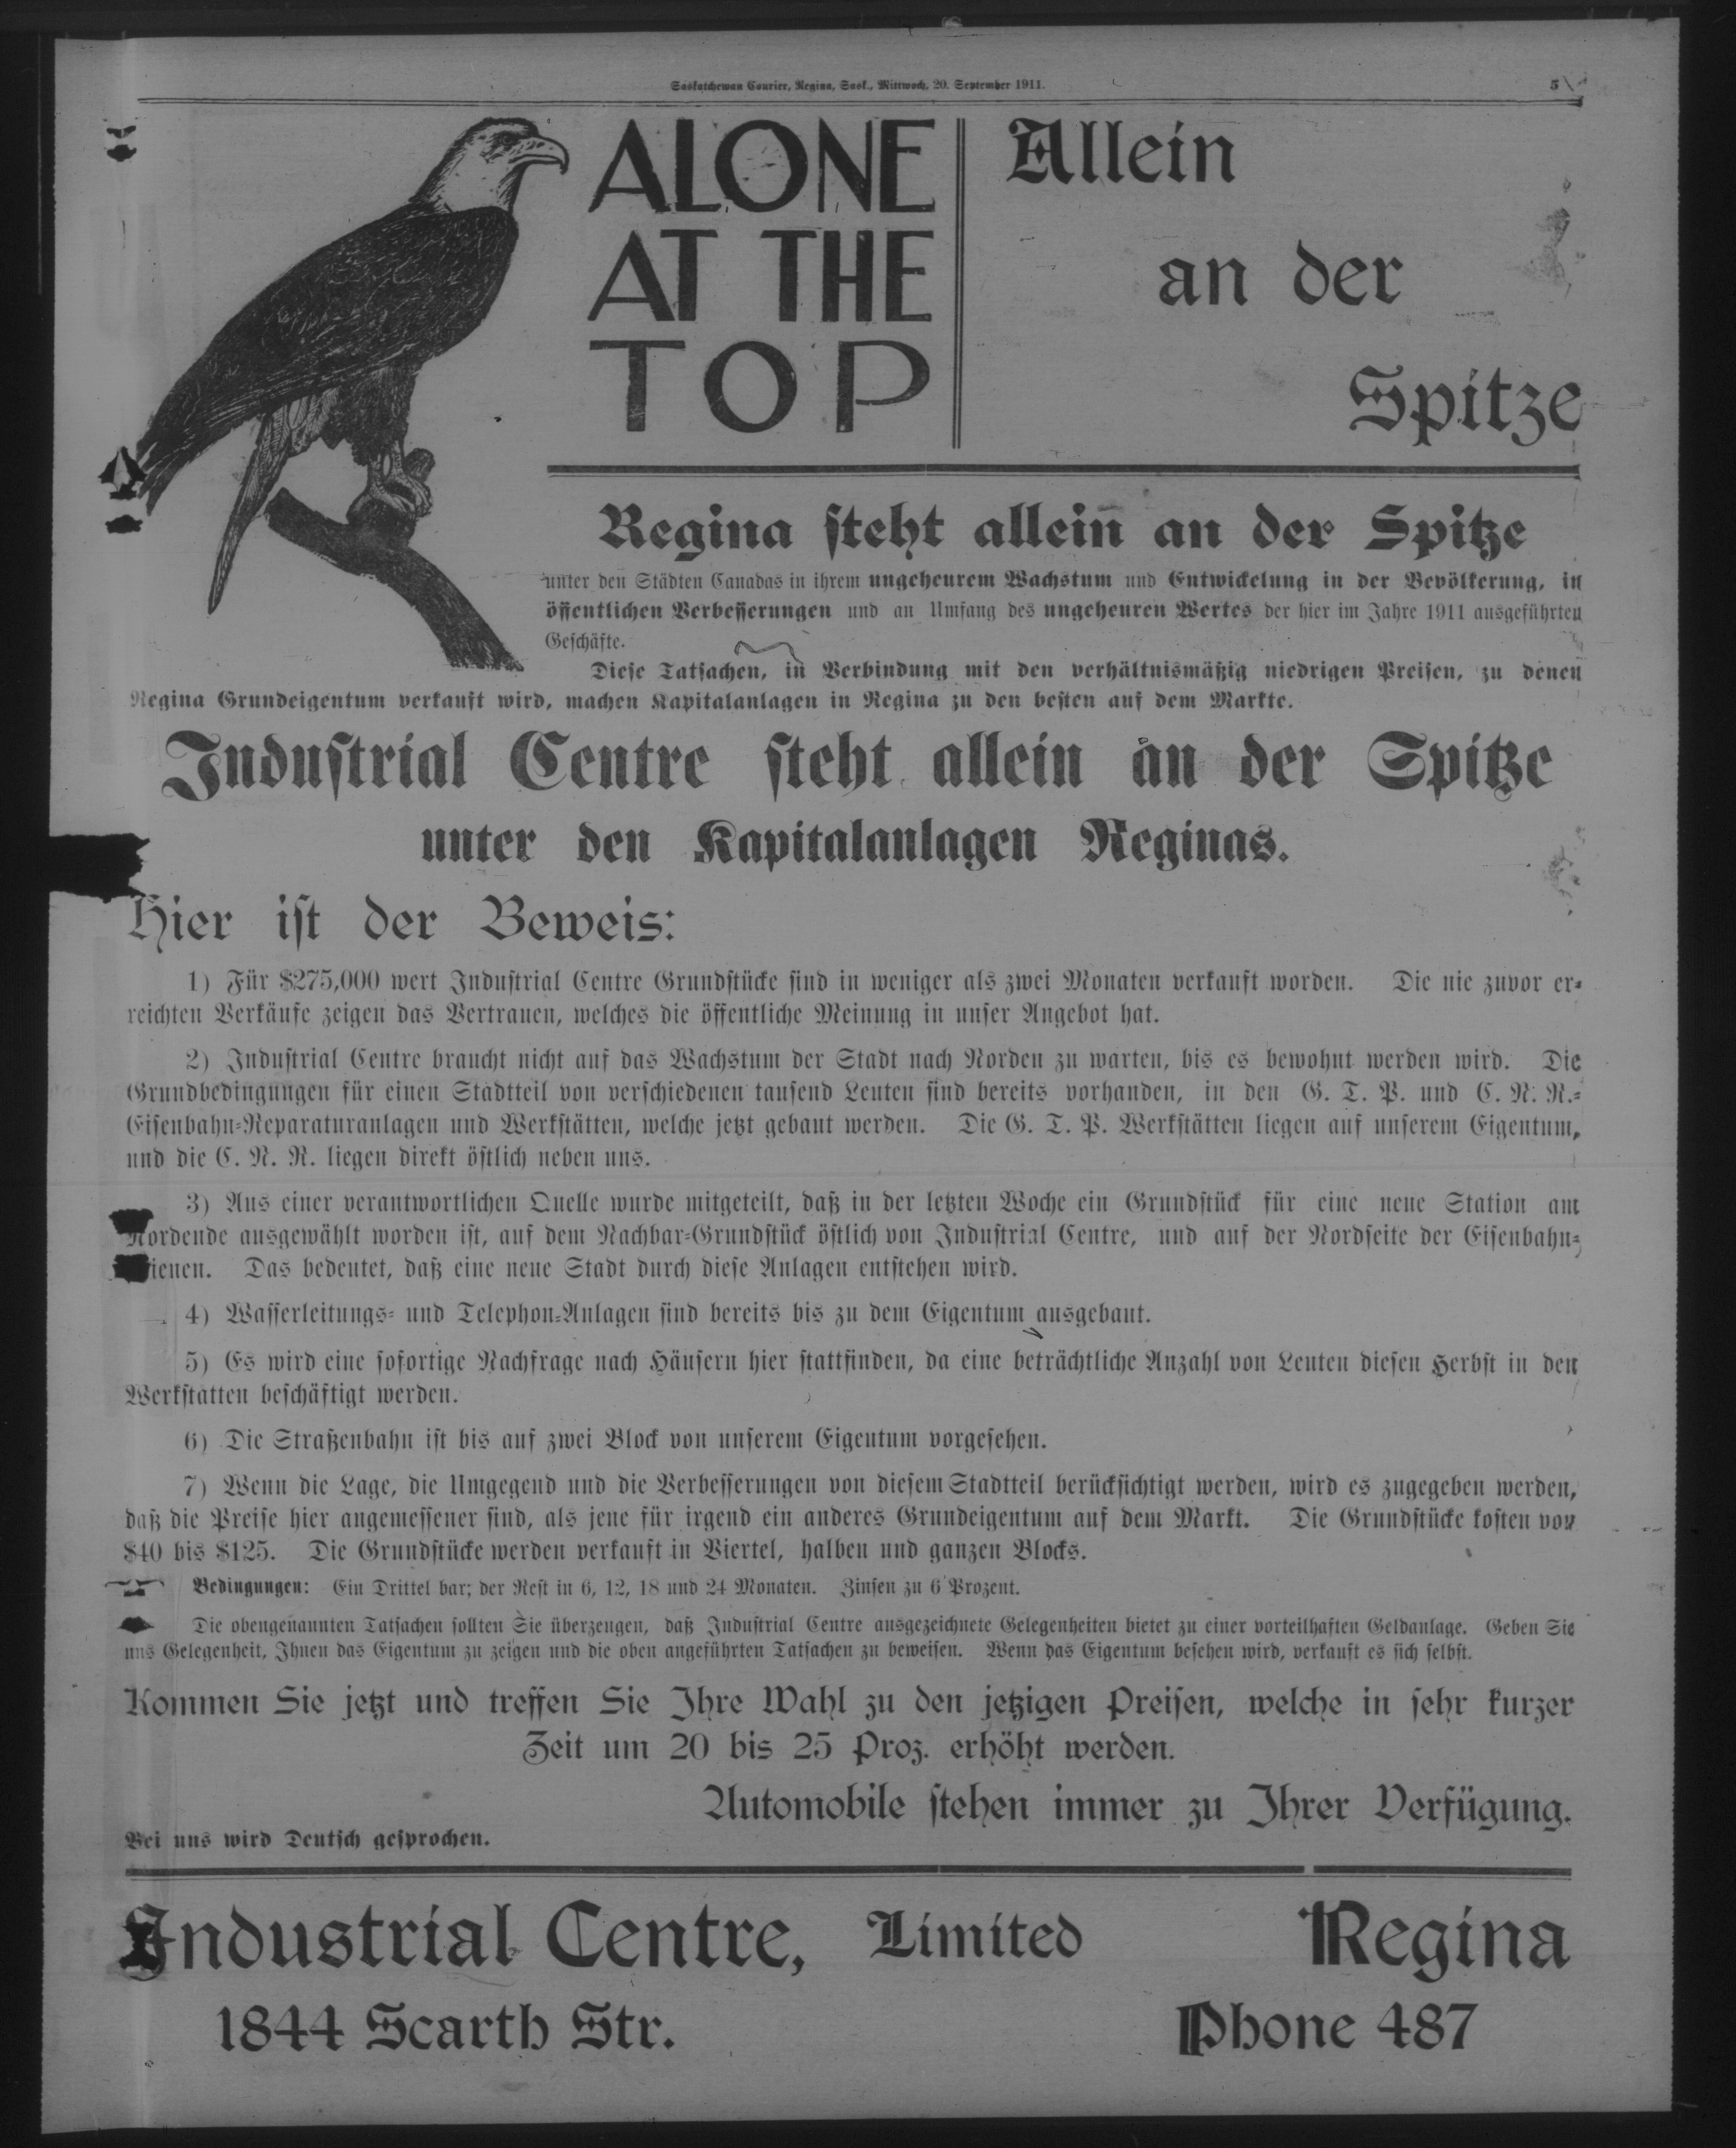 Saskatchewan Courier, Regina, Sask., Mittwoch, 20. September 1911.
5
ALONE
AT THE
TOP
Allein
an der
Spitze
Regina steht allein an der Spitze
unter den Städten Canadas in ihrem ungeheurem Wachstum und Entwickelung in der Bevölkerung, in
öffentlichen Verbesserungen und an Umfang des ungeheuren Wertes der hier im Jahre 1911 ausgeführten
Geschäfte.
Diese Tatsachen, in Verbindung mit den verhältnismäßig niedrigen Preisen, zu denen
Regina Grundeigentum verkauft wird, machen Kapitalanlagen in Regina zu den besten auf dem Markte.
Industrial Centre steht allein an der Spitze
unter den Kapitalanlagen Reginas.
Hier ist der Beweis:
1) Für $275,000 wert Industrial Centre Grundstücke sind in weniger als zwei Monaten verkauft worden. Die nie zuvor er-
reichten Verkäufe zeigen das Vertrauen, welches die öffentliche Meinung in unser Angebot hat.
2) Industrial Centre braucht nicht auf das Wachstum der Stadt nach Norden zu warten, bis es bewohnt werden wird. Die
Grundbedingungen für einen Stadtteil von verschiedenen tausend Leuten sind bereits vorhanden, in den G. T. P. und C. N. R.-
Eisenbahn-Reparaturanlagen und Werkstätten, welche jetzt gebaut werden. Die G. T. P. Werkstätten liegen auf unserem Eigentum,
und die C. N. R. liegen direkt östlich neben uns.
3) Aus einer verantwortlichen Quelle wurde mitgeteilt, daß in der letzten Woche ein Grundstück für eine neue Station am
Nordende ausgewählt worden ist, auf dem Nachbar-Grundstück östlich von Industrial Centre, und auf der Nordseite der Eisenbahn-
ienen. Das bedeutet, daß eine neue Stadt durch diese Anlagen entstehen wird.
4) Wasserleitungs- und Telephon-Anlagen sind bereits bis zu dem Eigentum ausgebaut.
5) Es wird eine sofortige Nachfrage nach Häusern hier stattfinden, da eine beträchtliche Anzahl von Leuten diesen Herbst in den
Werkstätten beschäftigt werden.
6) Die Straßenbahn ist bis auf zwei Block von unserem Eigentum vorgesehen.
7) Wenn die Lage, die Umgegend und die Verbesserungen von diesem Stadtteil berücksichtigt werden, wird es zugegeben werden,
daß die Preise hier angemessener sind, als jene für irgend ein anderes Grundeigentum auf dem Markt. Die Grundstücke kosten von
$40 bis $125. Die Grundstücke werden verkauft in Viertel, halben und ganzen Blocks.
Bedingungen: Ein Drittel bar; der Rest in 6, 12, 18 und 24 Monaten. Zinsen zu 6 Prozent.
Die obengenannten Tatsachen sollten Sie überzeugen, daß Industrial Centre ausgezeichnete Gelegenheiten bietet zu einer vorteilhaften Geldanlage. Geben Sie
uns Gelegenheit, Ihnen das Eigentum zu zeigen und die oben angeführten Tatsachen zu beweisen. Wenn das Eigentum besehen wird, verkauft es sich selbst.
Kommen Sie jetzt und treffen Sie Ihre Wahl zu den jetzigen Preisen, welche in sehr kurzer
Zeit um 20 bis 25 Proz. erhöht werden.
Automobile stehen immer zu Ihrer Verfügung.
Bei uns wird Deutsch gesprochen.
Industrial Centre, Limited Regina
1844 Scarth Str. Phone 487